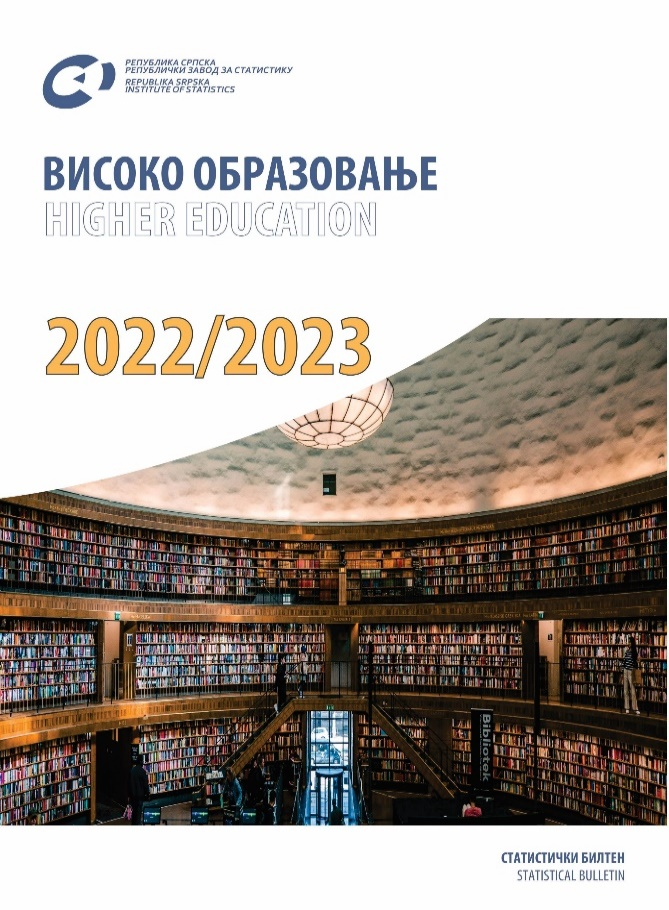 РЕПУБЛИКА СРПСКА
РЕПУБЛИЧКИ ЗАВОД ЗА СТАТИСТИКУ
REPUBLIKA SRPSKA
INSTITUTE OF STATISTICS
ВИСОКО ОБРАЗОВАЊЕ
HIGHER EDUCATION
2022/2023
Bibliotek
СТАТИСТИЧКИ БИЛТЕН
STATISTICAL BULLETIN